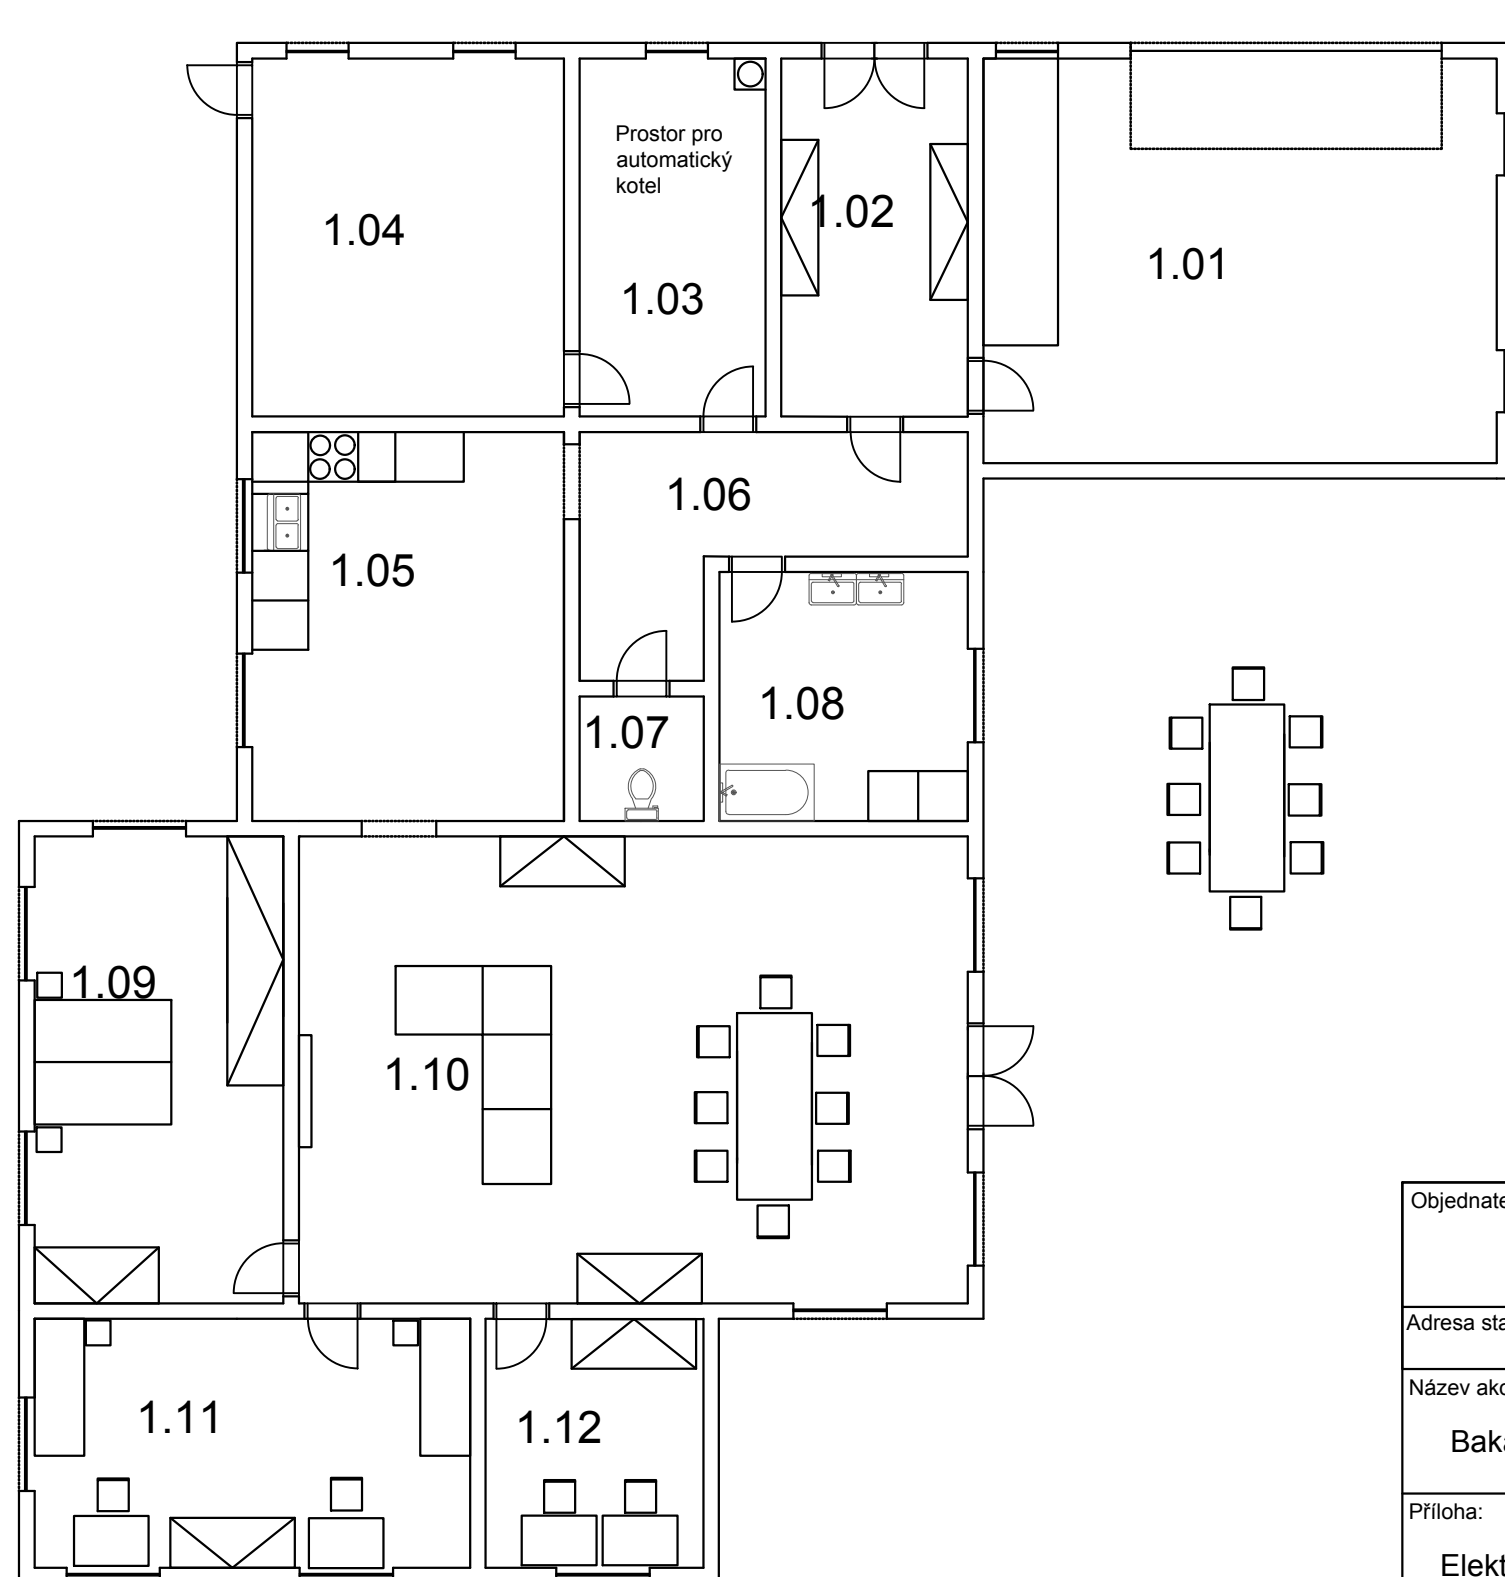 Prostor pro
automatický
kotel
1.02
1.04
1.01
1.03
1.06
1.05
1.08
1.07
1.09
1.10
Objednate
Adresa sta
Název akc
1.11
1.12
Baka
Příloha:
Elekt